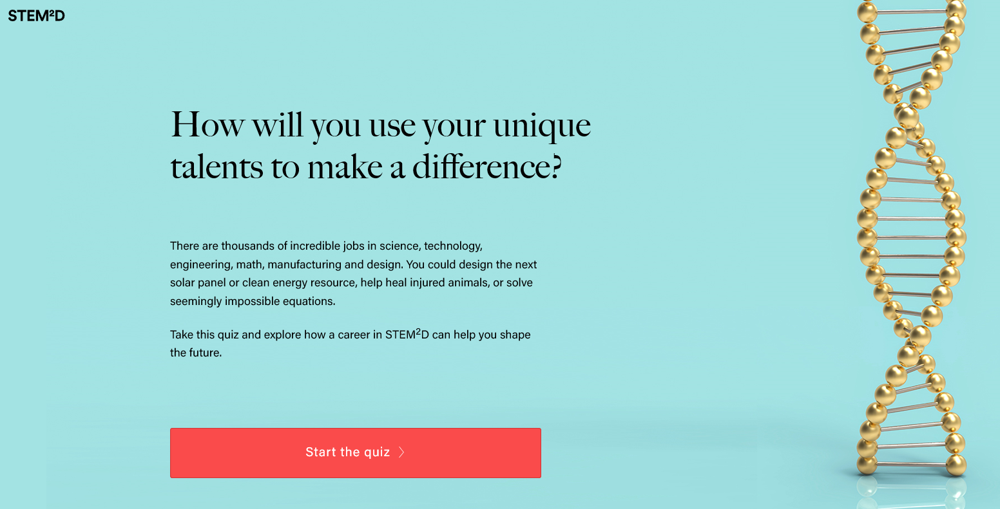 STEM²D
How will you use your unique
talents to make a difference?
There are thousands of incredible jobs in science, technology,
engineering, math, manufacturing and design. You could design the next
solar panel or clean energy resource, help heal injured animals, or solve
seemingly impossible equations.
Take this quiz and explore how a career in STEM²D can help you shape
the future.
Start the quiz